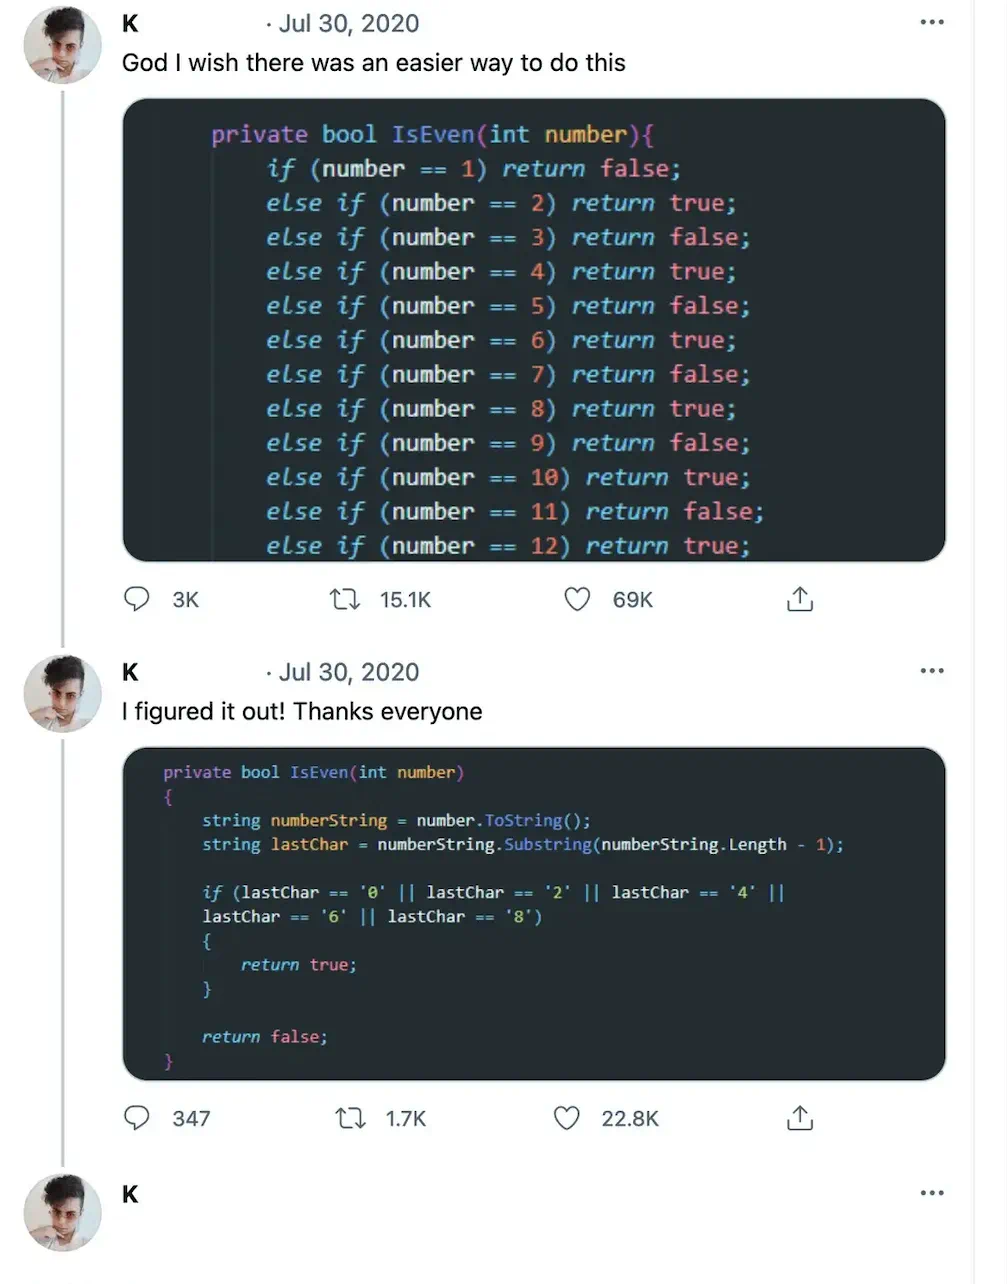 K · Jul 30, 2020
God I wish there was an easier way to do this
private bool IsEven(int number){
if (number == 1) return false;
else if (number == 2) return true;
else if (number == 3) return false;
else if (number == 4) return true;
else if (number == 5) return false;
else if (number == 6) return true;
else if (number == 7) return false;
else if (number == 8) return true;
else if (number == 9) return false;
else if (number == 10) return true;
else if (number == 11) return false;
else if (number == 12) return true;
3K 15.1K 69K
K · Jul 30, 2020
I figured it out! Thanks everyone
private bool IsEven(int number)
{
string numberString = number.ToString();
string lastChar = numberString.Substring(numberString.Length - 1);
if (lastChar == '0' || lastChar == '2' || lastChar == '4' ||
lastChar == '6' || lastChar == '8')
{
return true;
}
return false;
}
347 1.7K 22.8K
K